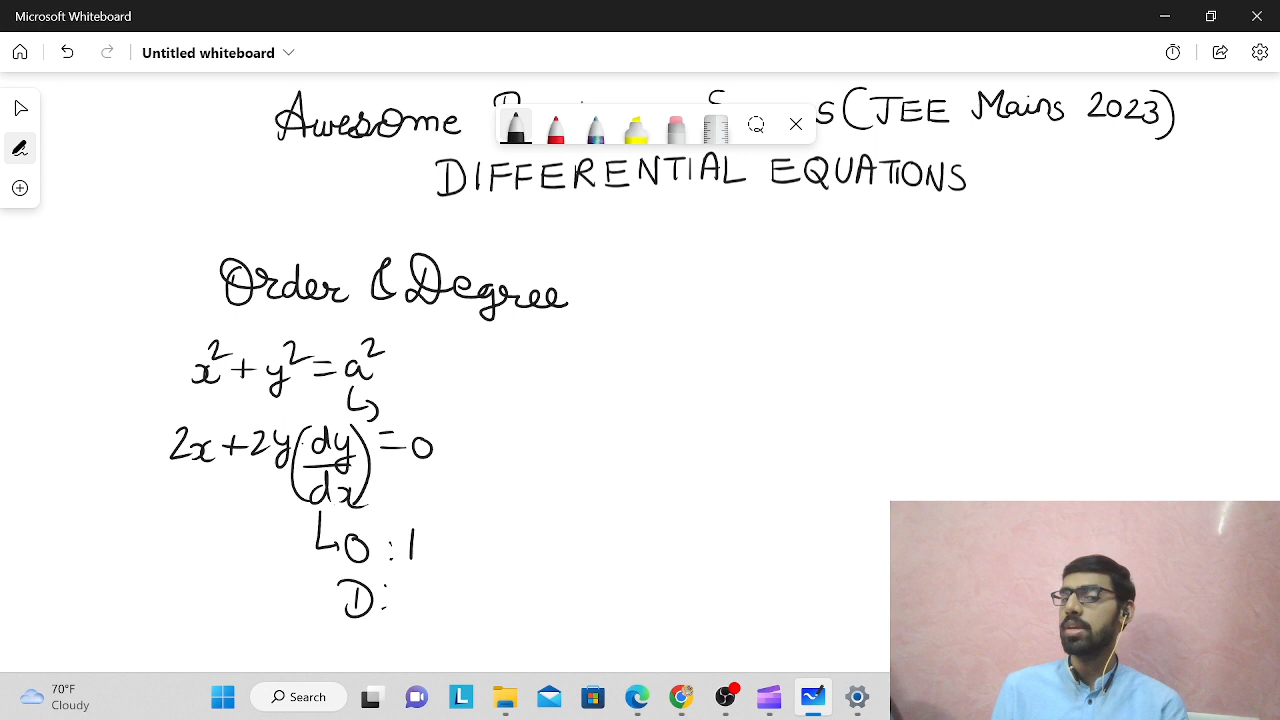 Microsoft Whiteboard
Untitled whiteboard
Awesome S (JEE Mains 2023)
DIFFERENTIAL EQUATIONS
Order & Degree
x² + y² = a²
2x + 2y (dy/dx) = 0
↳ O : 1
D :
70°F
Cloudy
Search